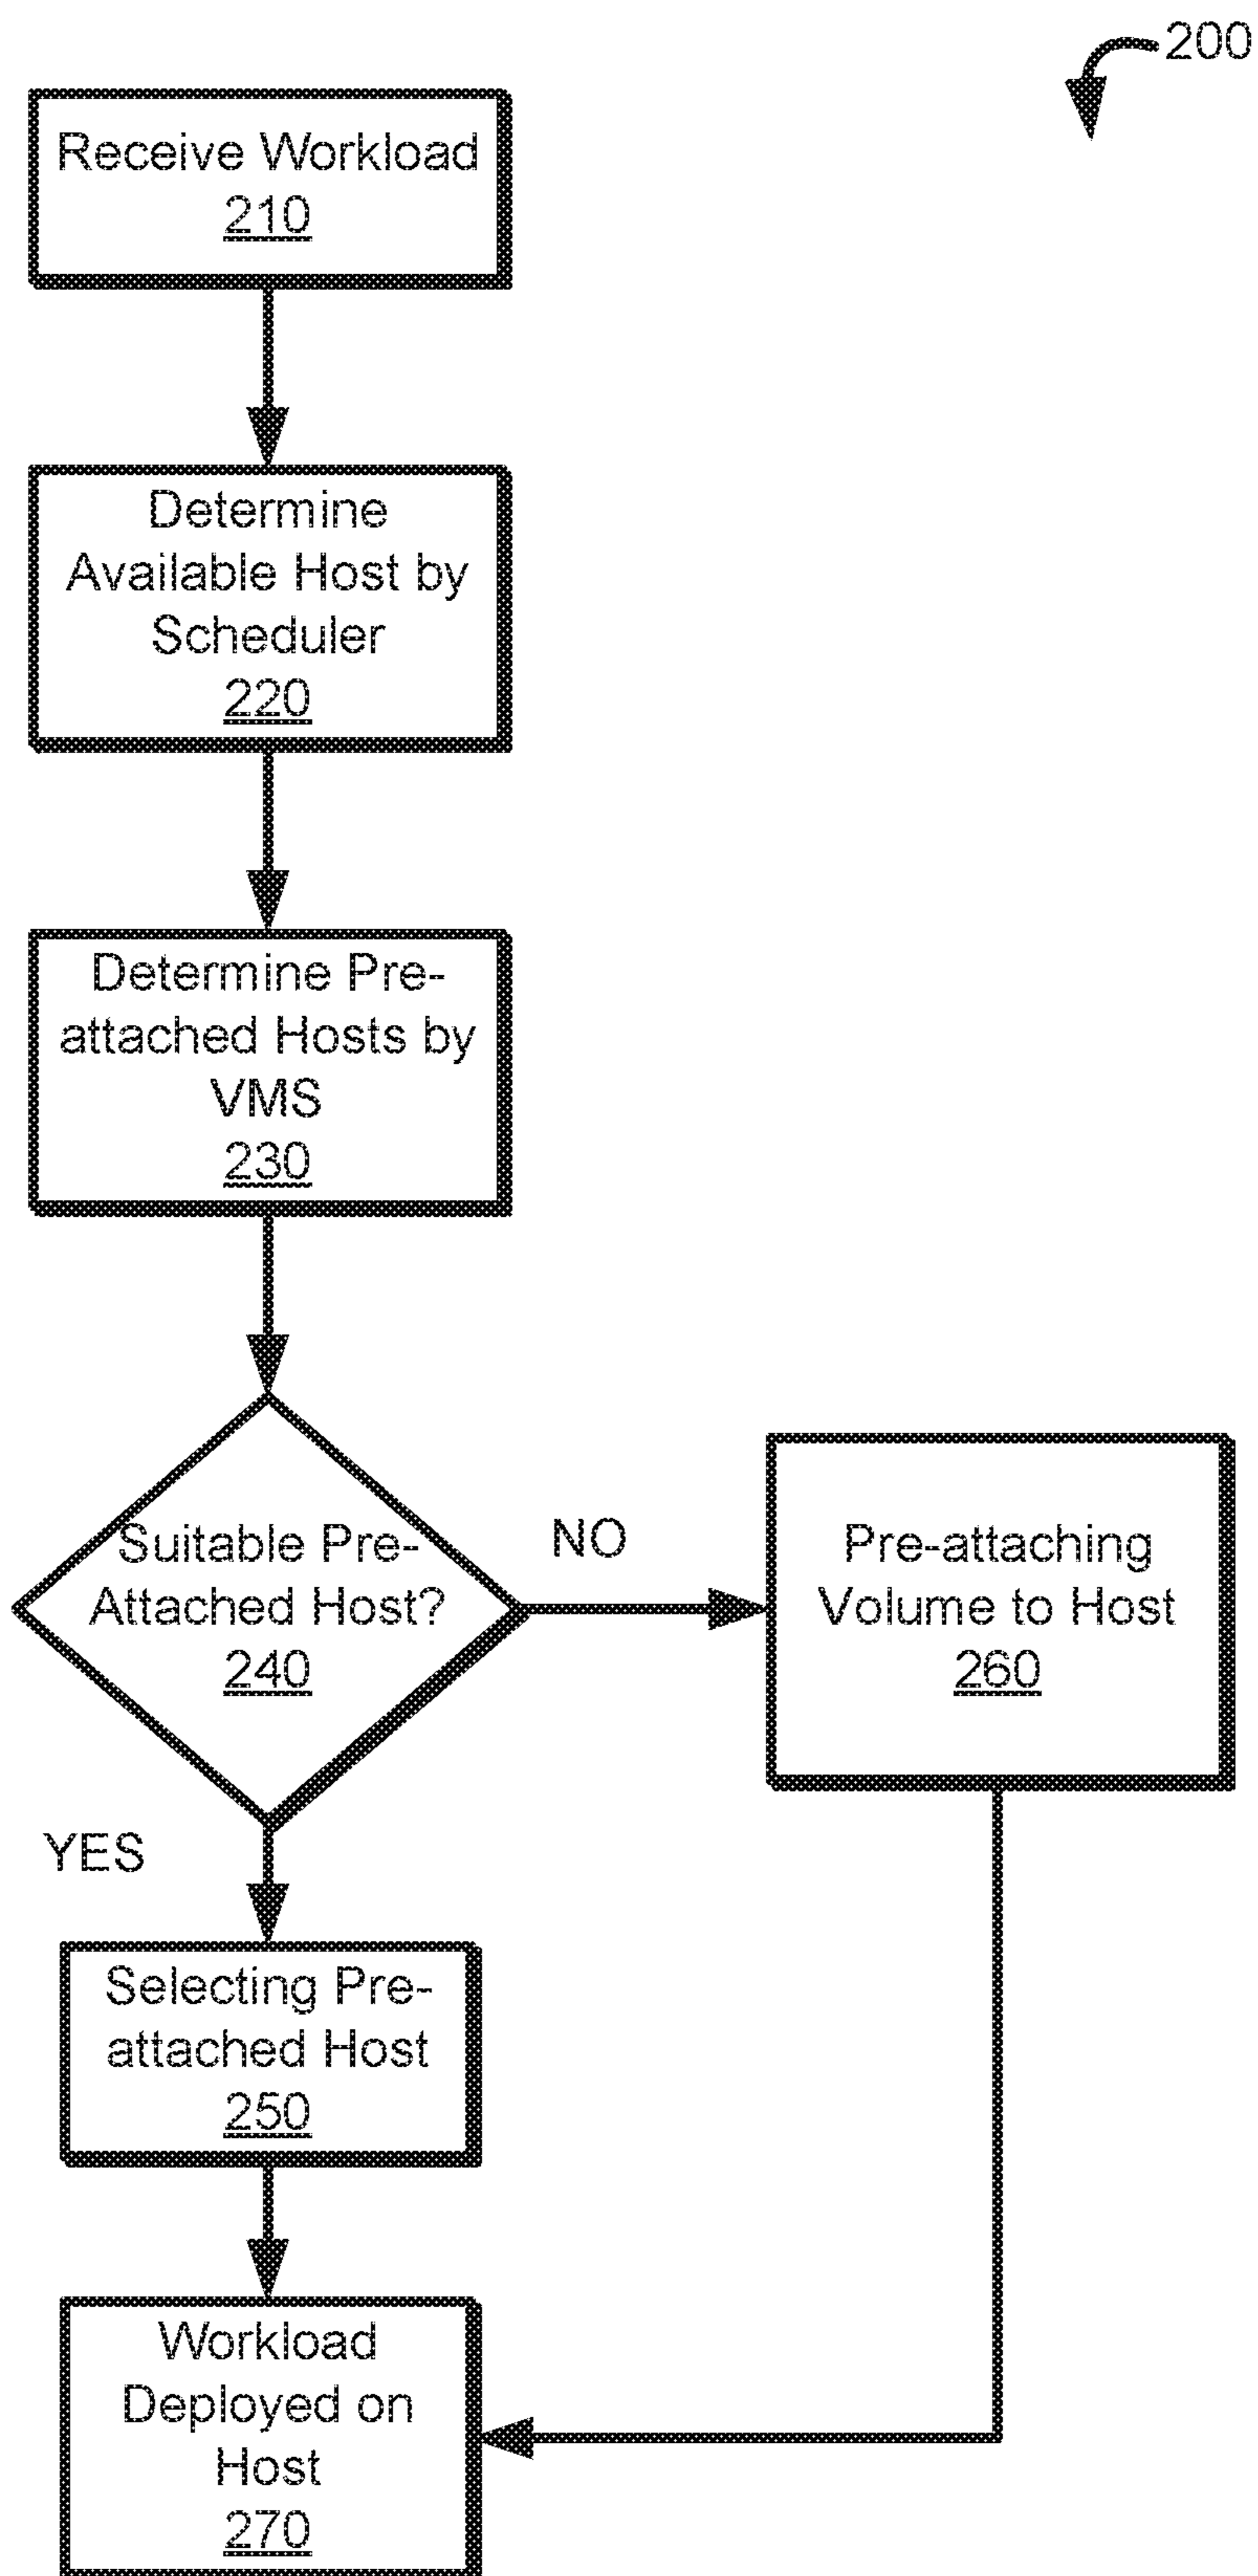 200
Receive Workload
210
Determine
Available Host by
Scheduler
220
Determine Pre-
attached Hosts by
VMS
230
Suitable Pre-
Attached Host?
240
NO
Pre-attaching
Volume to Host
260
YES
Selecting Pre-
attached Host
250
Workload
Deployed on
Host
270